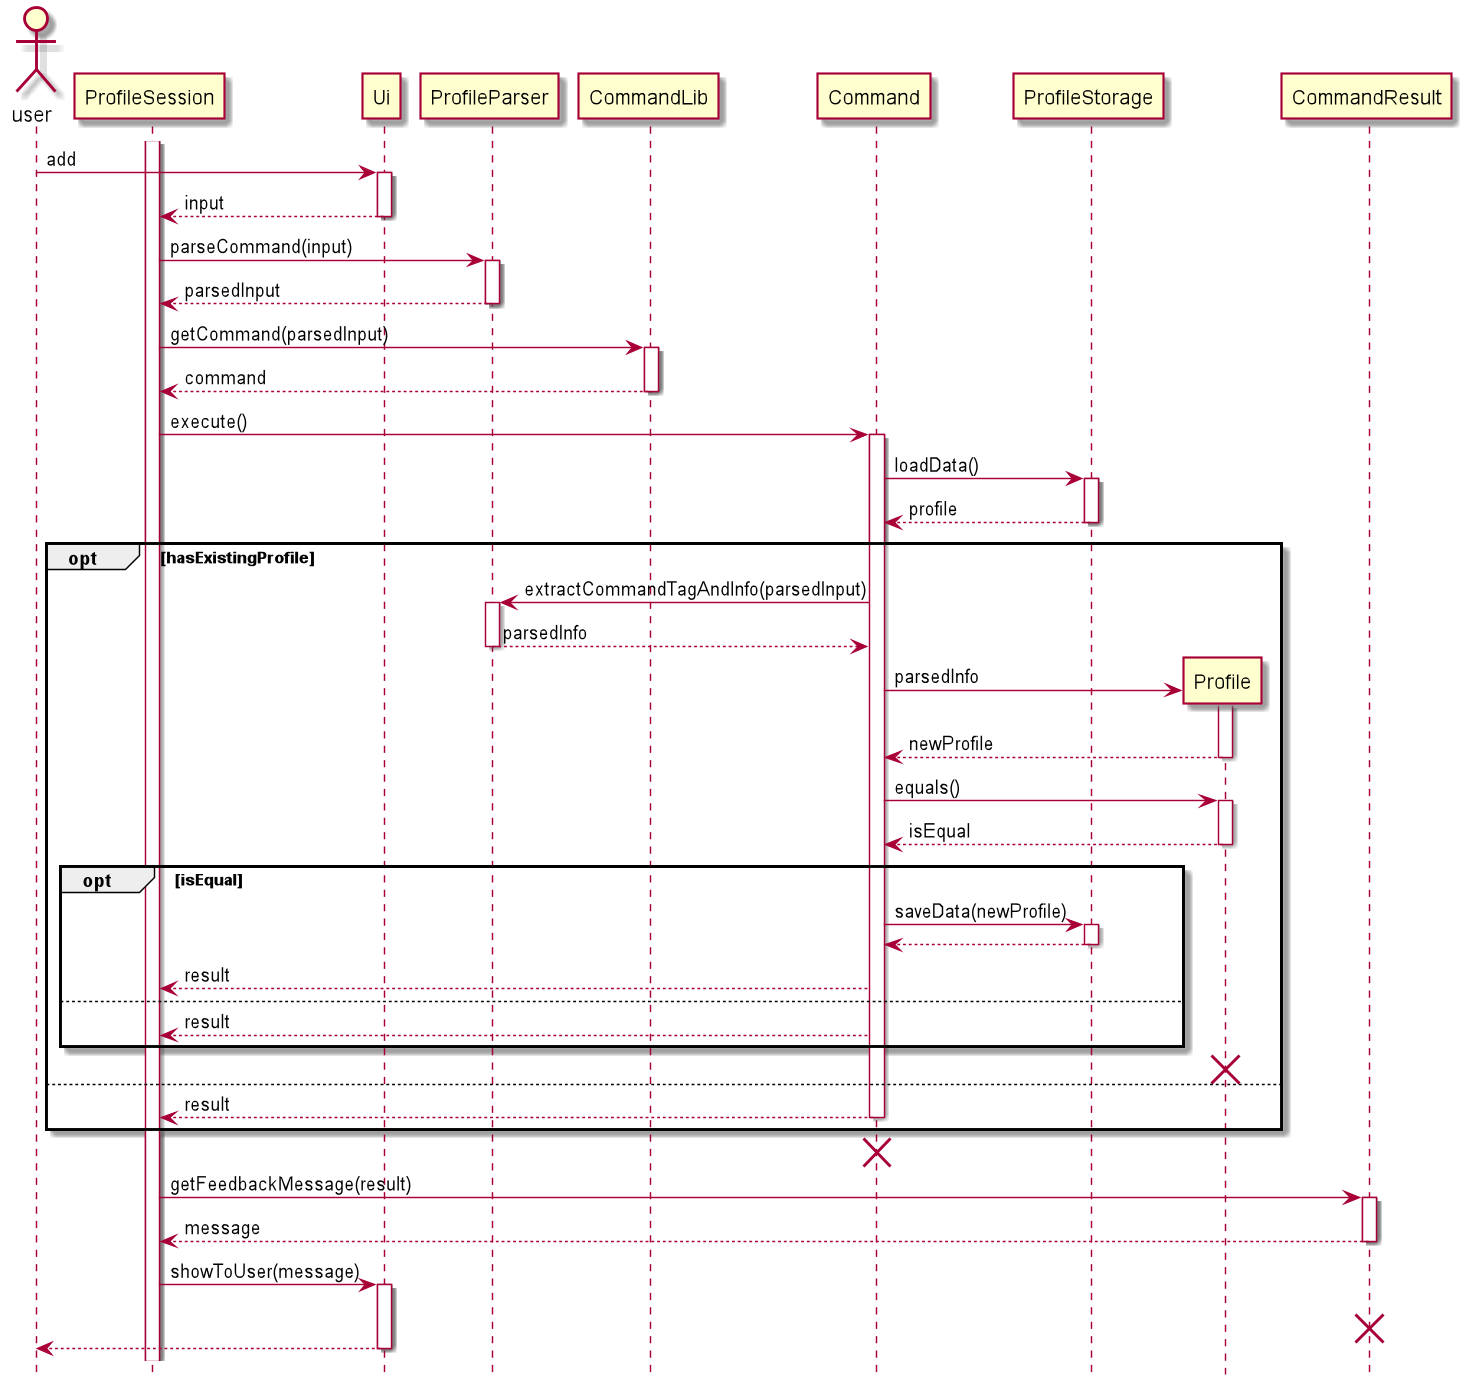 user
ProfileSession
Ui
ProfileParser
CommandLib
Command
ProfileStorage
CommandResult
add
input
parseCommand(input)
parsedInput
getCommand(parsedInput)
command
execute()
loadData()
profile
opt [hasExistingProfile]
extractCommandTagAndInfo(parsedInput)
parsedInfo
parsedInfo
Profile
newProfile
equals()
isEqual
opt [isEqual]
saveData(newProfile)
result
result
result
getFeedbackMessage(result)
message
showToUser(message)